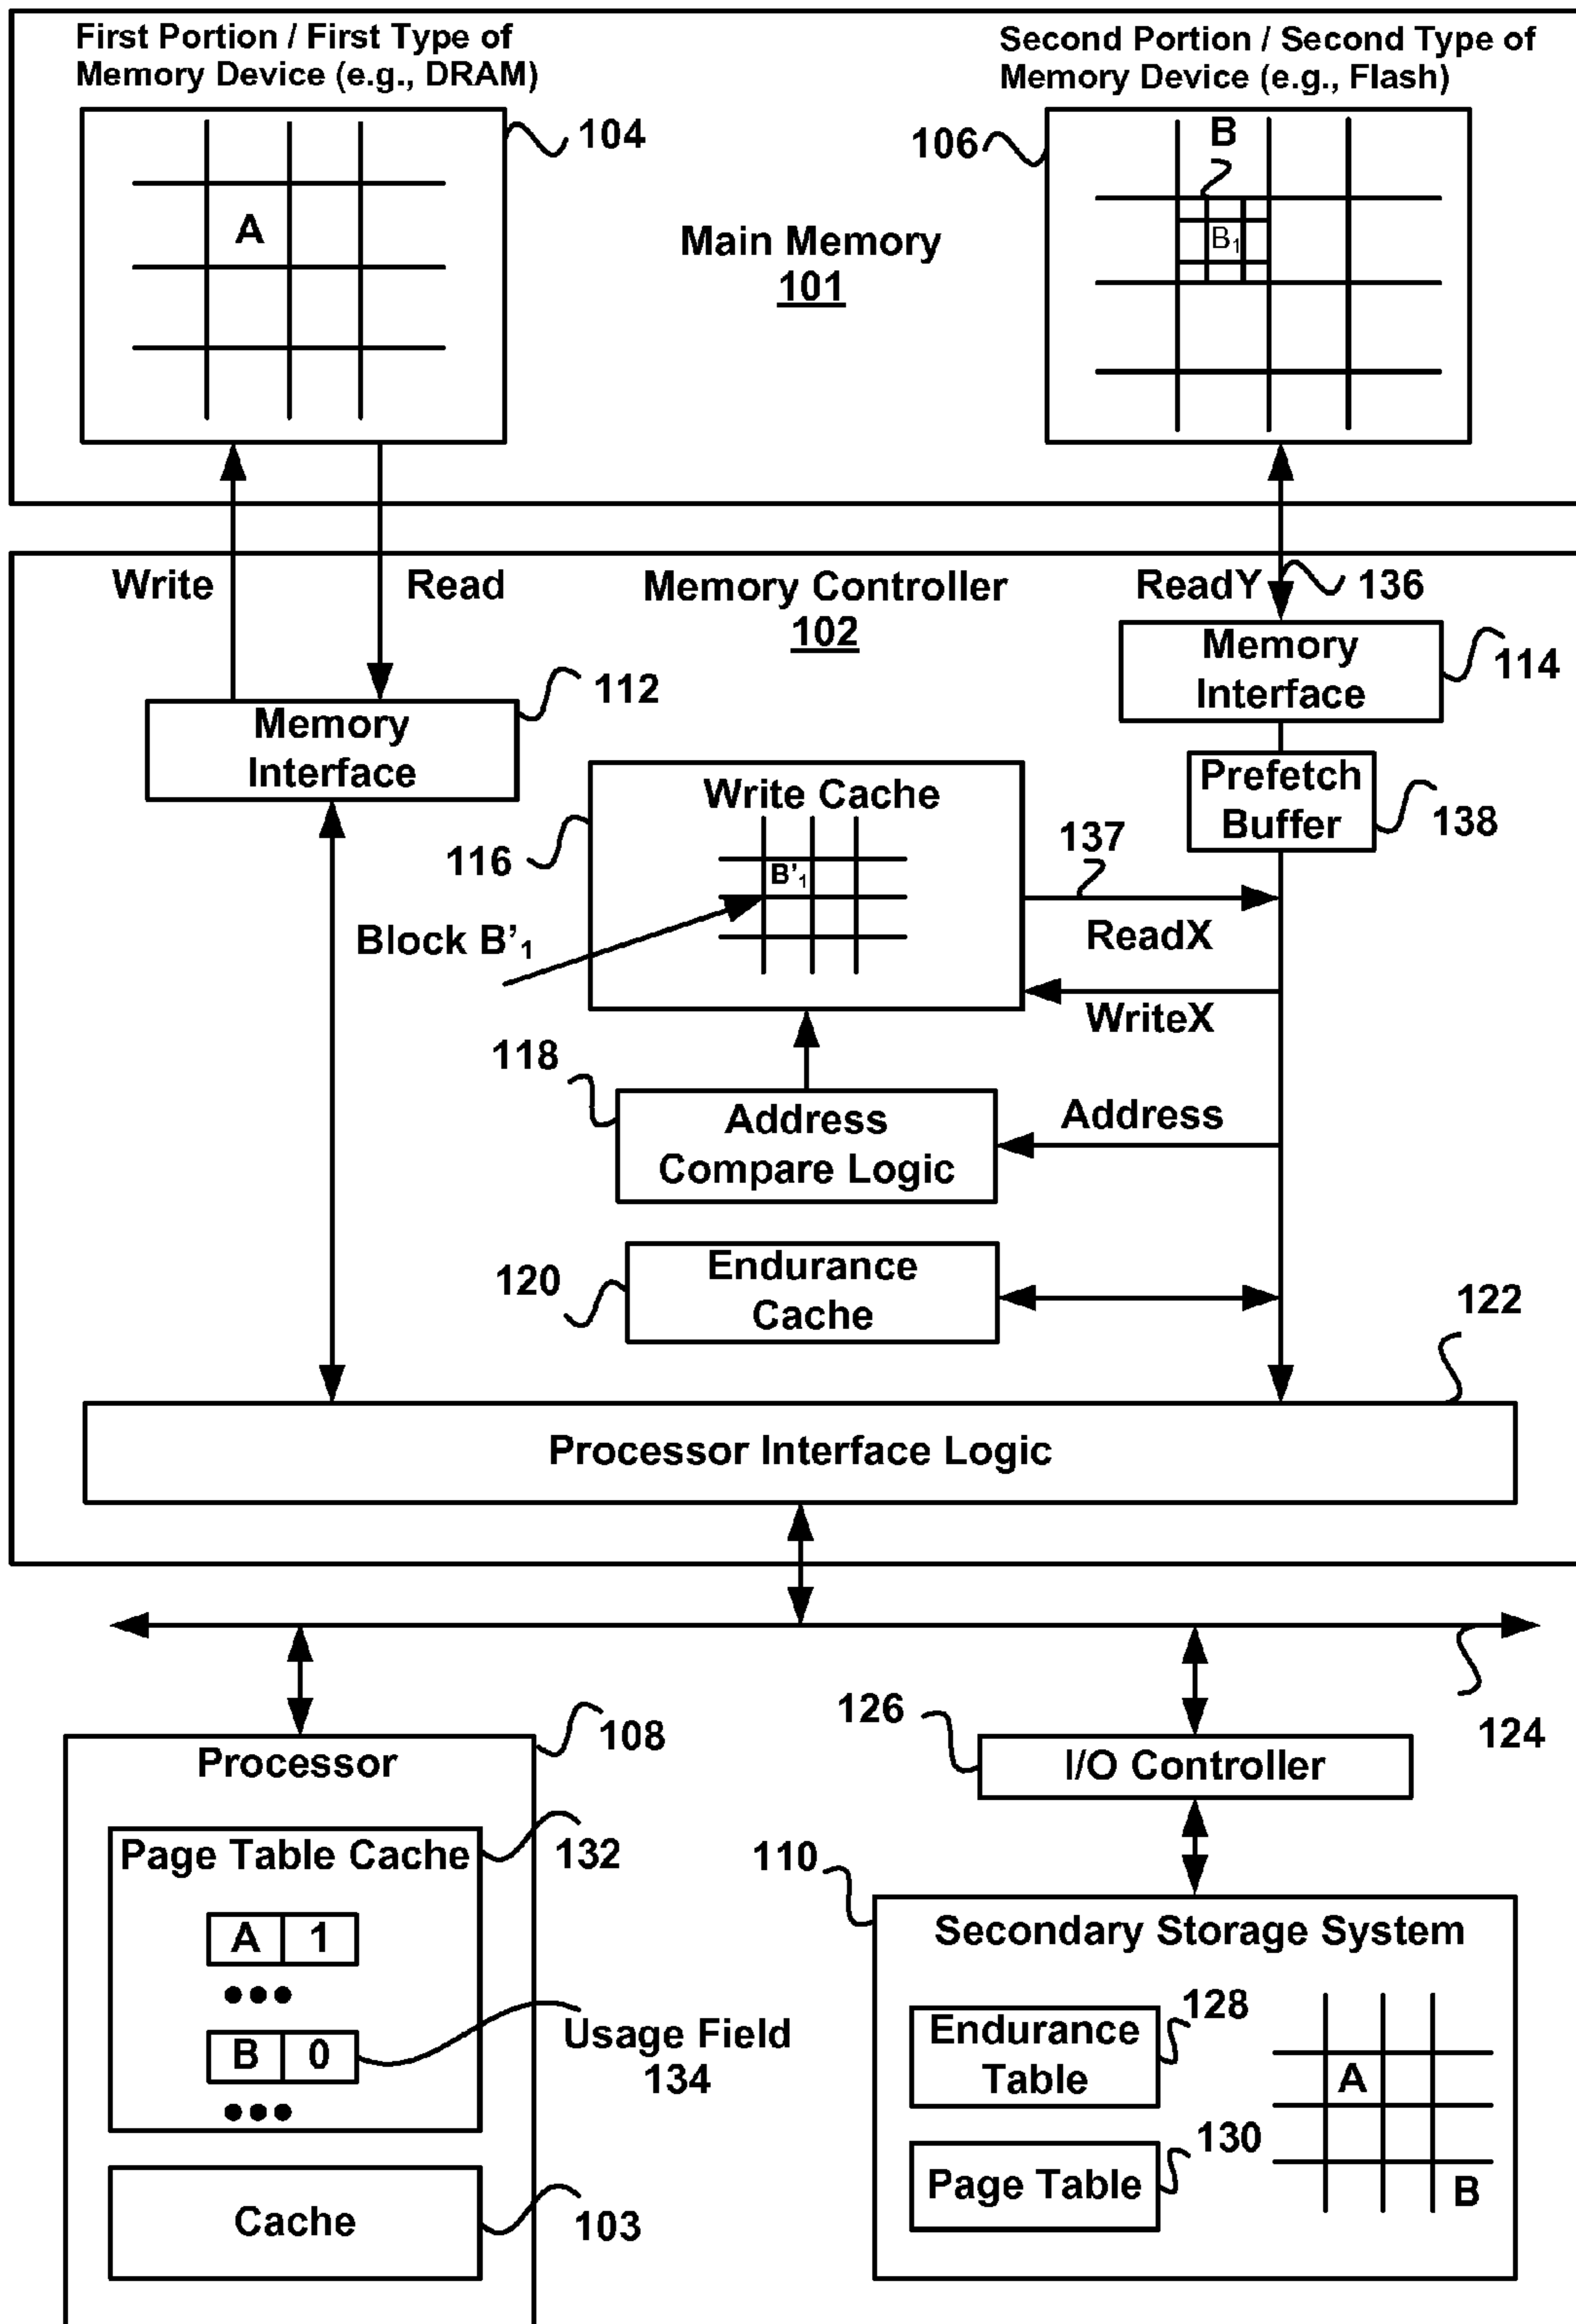 First Portion / First Type of
Memory Device (e.g., DRAM)
Second Portion / Second Type of
Memory Device (e.g., Flash)
104
106
B
A
B1
Main Memory
101
Write
Read
Memory Controller
102
ReadY
136
Memory
Interface
114
112
Memory
Interface
Prefetch
Buffer
138
Write Cache
116
B'1
137
ReadX
Block B'1
WriteX
118
Address
Compare Logic
Address
Endurance
Cache
120
122
Processor Interface Logic
124
126
I/O Controller
108
Processor
Page Table Cache
132
A 1
•••
B 0
•••
Usage Field
134
Cache
103
110
Secondary Storage System
Endurance
Table
128
Page Table
130
A
B